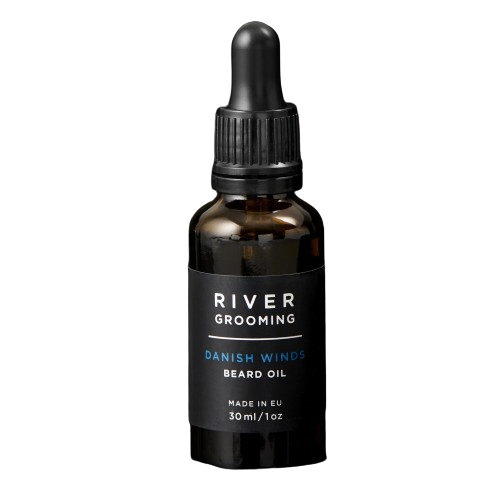 RIVER
GROOMING
DANISH WINDS
BEARD OIL
MADE IN EU
30ml/1oz